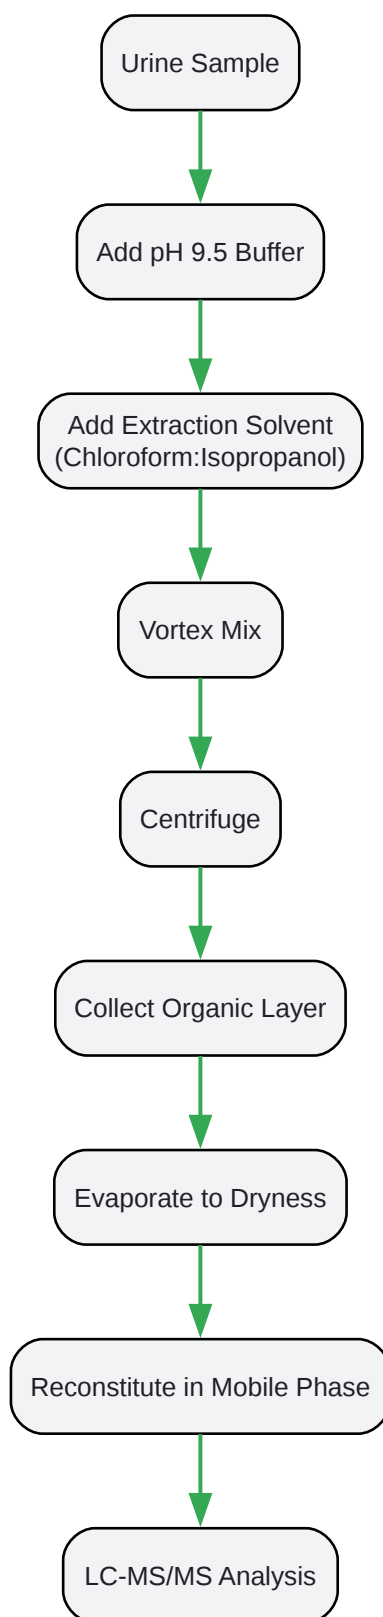 Urine Sample
Add pH 9.5 Buffer
Add Extraction Solvent
(Chloroform:Isopropanol)
Vortex Mix
Centrifuge
Collect Organic Layer
Evaporate to Dryness
Reconstitute in Mobile Phase
LC-MS/MS Analysis